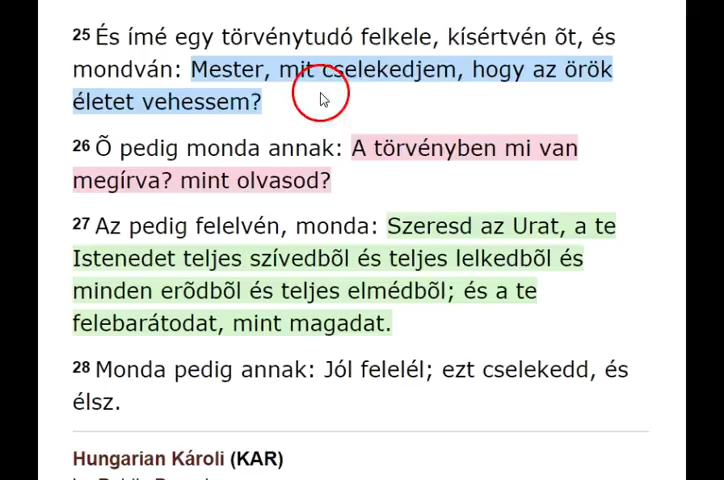 25 És ímé egy törvénytudó felkele, kísértvén õt, és
mondván: Mester, mit cselekedjem, hogy az örök
életet vehessem?
26 Õ pedig monda annak: A törvényben mi van
megírva? mint olvasod?
27 Az pedig felelvén, monda: Szeresd az Urat, a te
Istenedet teljes szívedbõl és teljes lelkedbõl és
minden erõdbõl és teljes elmédbõl; és a te
felebarátodat, mint magadat.
28 Monda pedig annak: Jól felelél; ezt cselekedd, és
élsz.
Hungarian Károli (KAR)